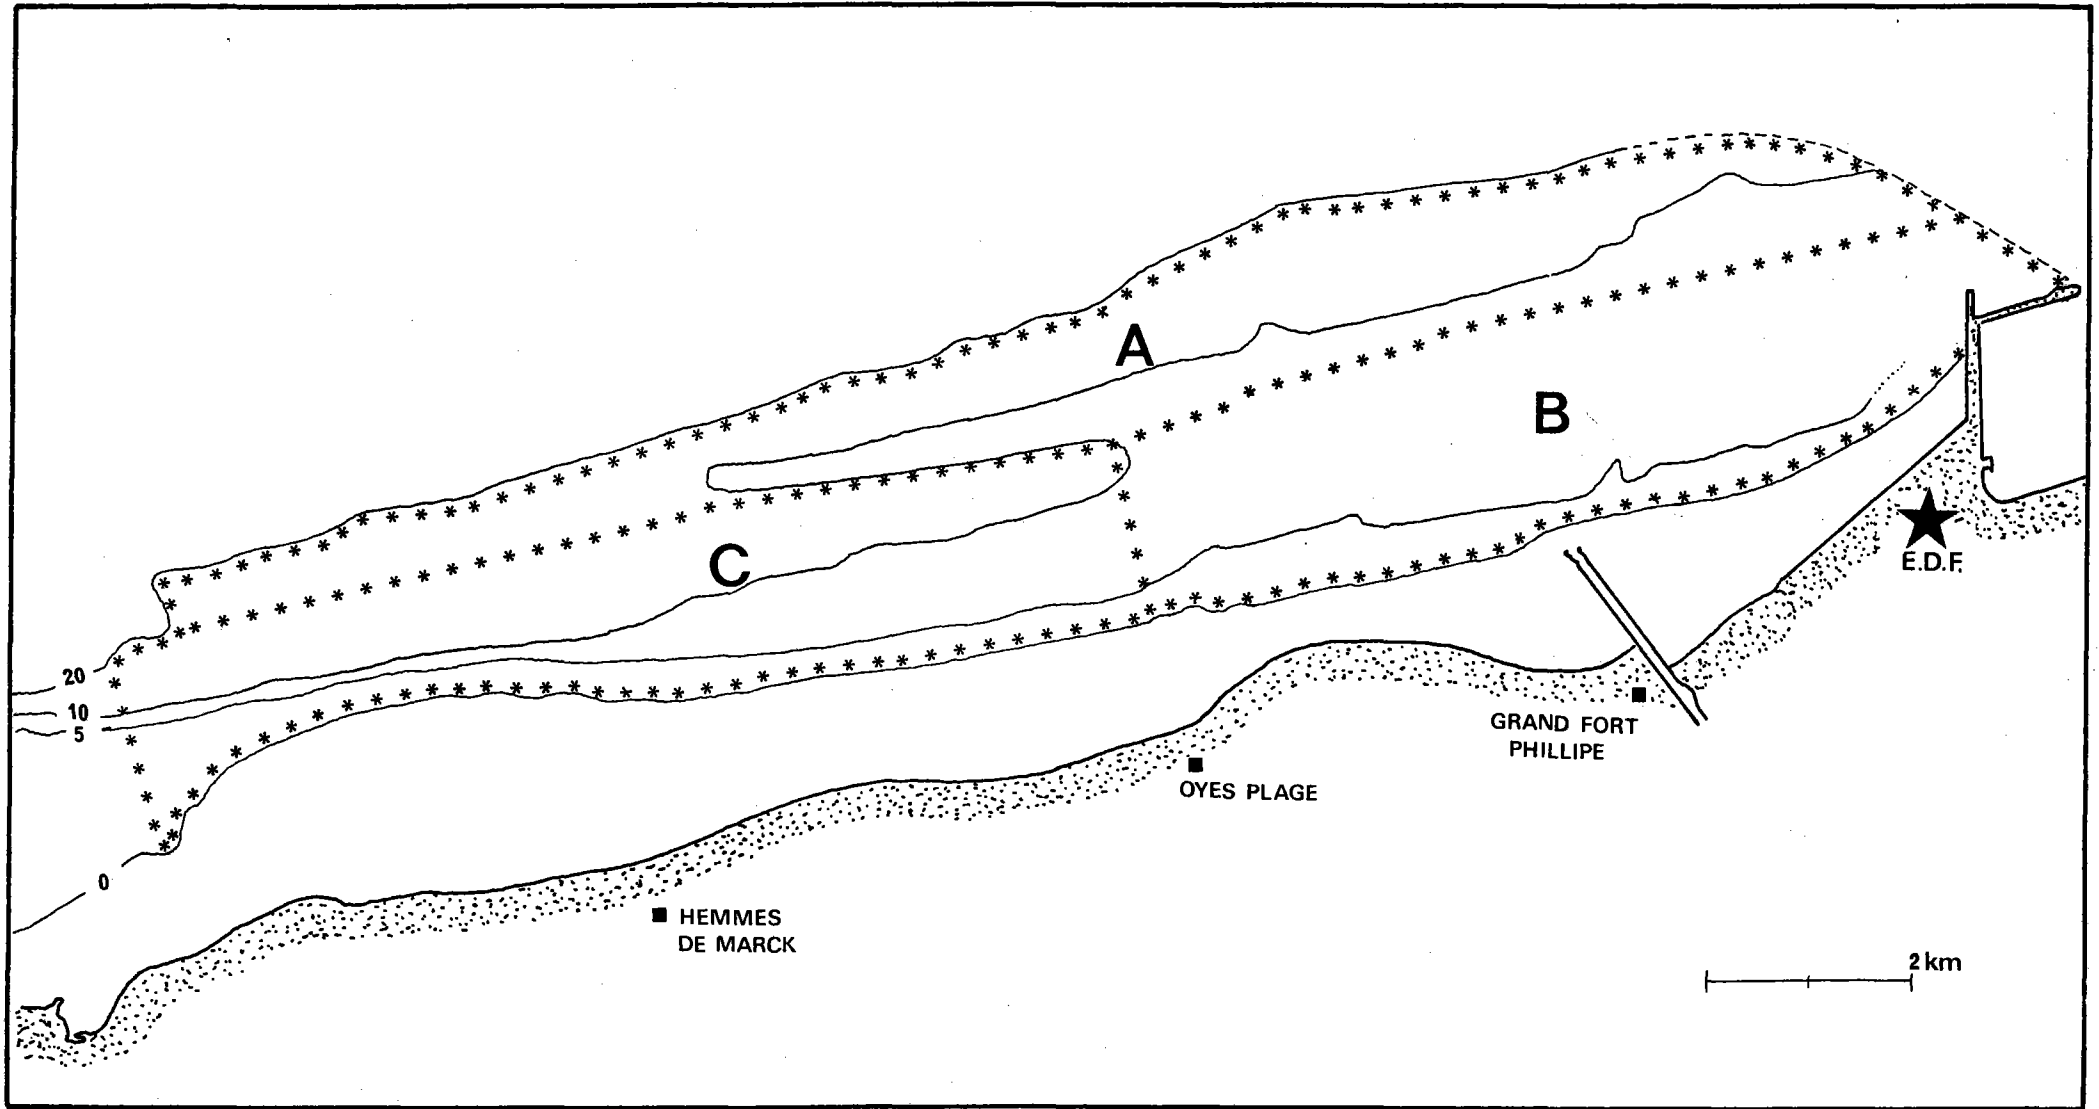 A
B
C
E.D.F.
20
10
5
GRAND FORT
PHILLIPE
OYES PLAGE
0
HEMMES
DE MARCK
2 km